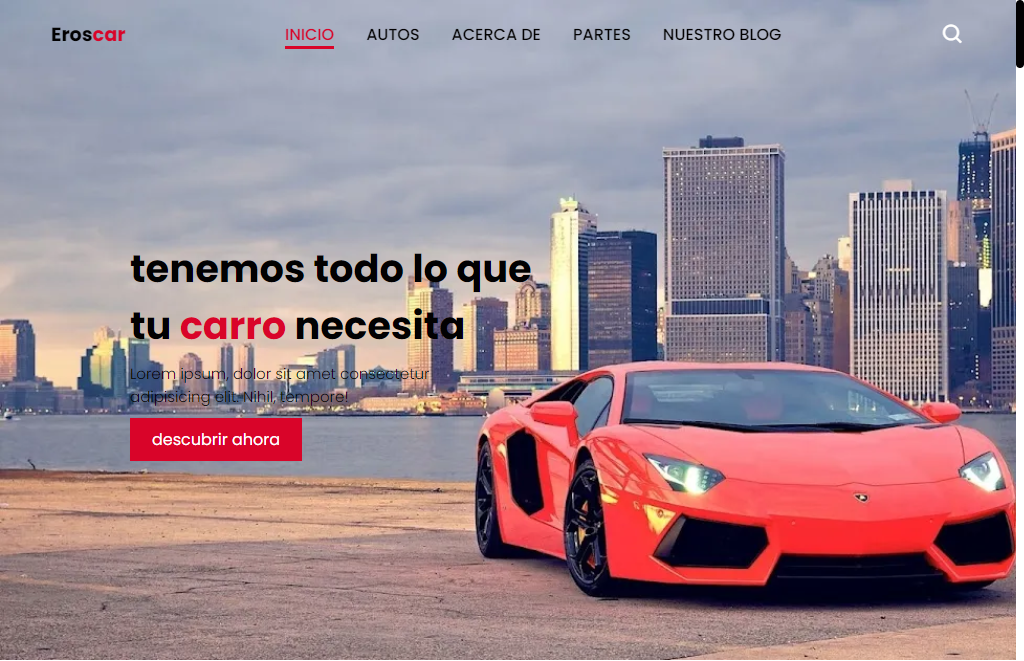 Eroscar
INICIO
AUTOS
ACERCA DE
PARTES
NUESTRO BLOG
tenemos todo lo que
tu carro necesita
Lorem ipsum, dolor sit amet consectetur
adipisicing elit. Nihil, tempore!
descubrir ahora